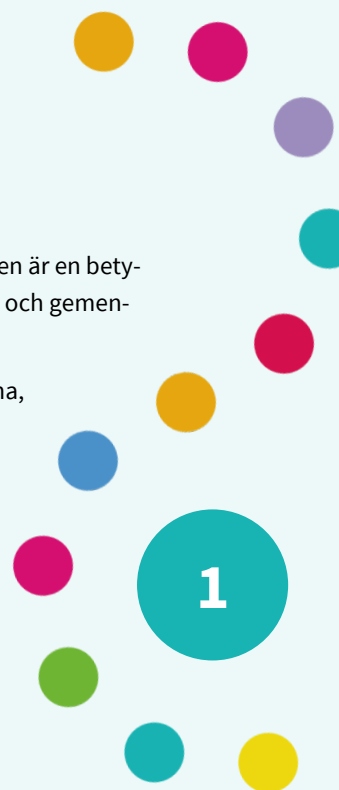 en är en bety-
och gemen-
na,
1